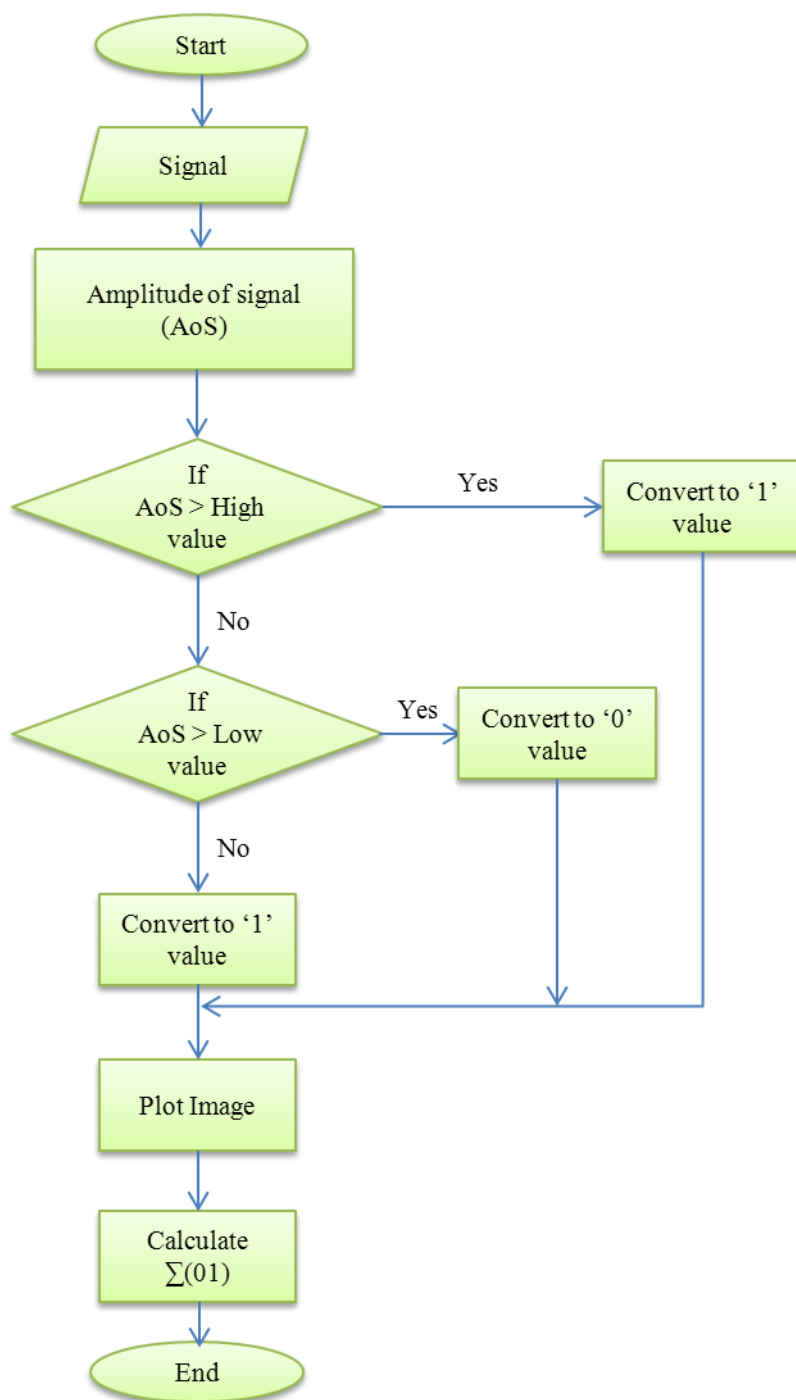 Start
Signal
Amplitude of signal
(AoS)
If
AoS > High
value
Yes
Convert to ‘1’
value
No
If
AoS > Low
value
Yes
Convert to ‘0’
value
No
Convert to ‘1’
value
Plot Image
Calculate
∑(01)
End